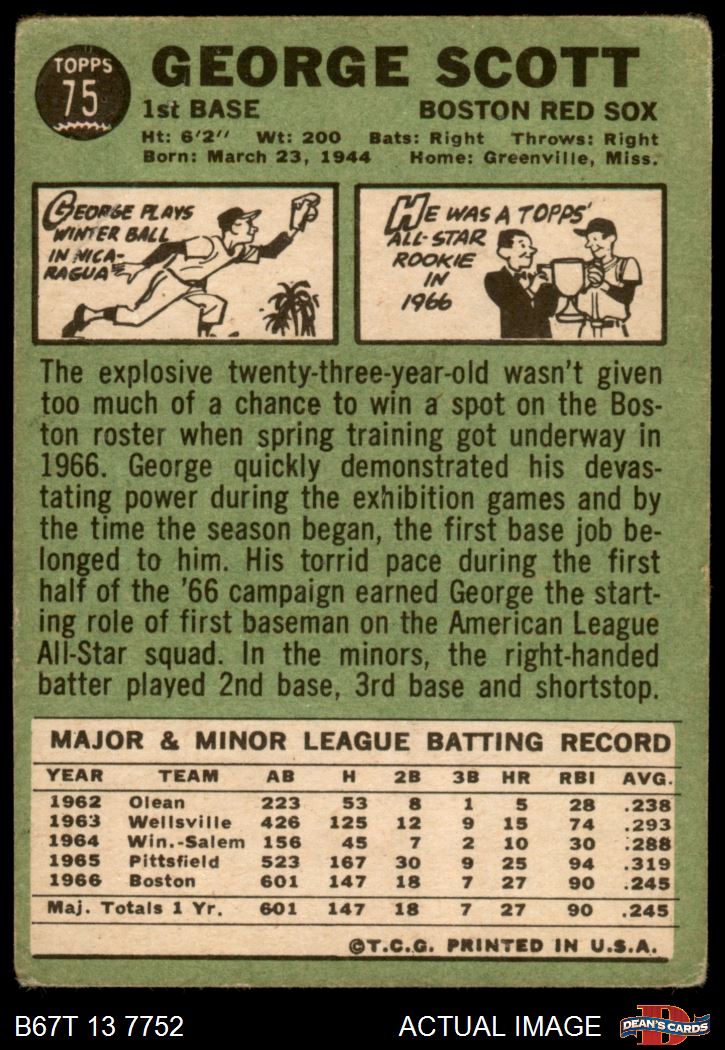 TOPPS
75
GEORGE SCOTT
1st BASE BOSTON RED SOX
Ht: 6'2" Wt: 200 Bats: Right Throws: Right
Born: March 23, 1944 Home: Greenville, Miss.
GEORGE PLAYS
WINTER BALL
IN NICA-
RAGUA
HE WAS A TOPPS'
ALL-STAR
ROOKIE
IN
1966
The explosive twenty-three-year-old wasn't given
too much of a chance to win a spot on the Bos-
ton roster when spring training got underway in
1966. George quickly demonstrated his devas-
tating power during the exhibition games and by
the time the season began, the first base job be-
longed to him. His torrid pace during the first
half of the '66 campaign earned George the start-
ing role of first baseman on the American League
All-Star squad. In the minors, the right-handed
batter played 2nd base, 3rd base and shortstop.
MAJOR & MINOR LEAGUE BATTING RECORD
YEAR TEAM AB H 2B 3B HR RBI AVG.
1962 Olean 223 53 8 1 5 28 .238
1963 Wellsville 426 125 12 9 15 74 .293
1964 Win.-Salem 156 45 7 2 10 30 .288
1965 Pittsfield 523 167 30 9 25 94 .319
1966 Boston 601 147 18 7 27 90 .245
Maj. Totals 1 Yr. 601 147 18 7 27 90 .245
©T.C.G. PRINTED IN U.S.A.
B67T 13 7752 ACTUAL IMAGE DEAN'S CARDS